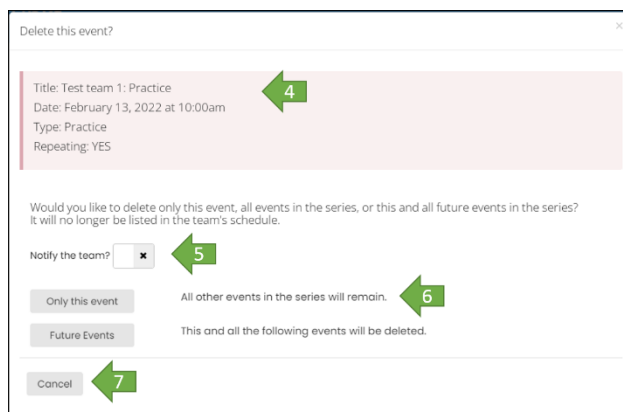 Delete this event?
×
Title: Test team 1: Practice
4
Date: February 13, 2022 at 10:00am
Type: Practice
Repeating: YES
Would you like to delete only this event, all events in the series, or this and all future events in the series?
It will no longer be listed in the team's schedule.
Notify the team? ✖ 5
Only this event All other events in the series will remain. 6
Future Events This and all the following events will be deleted.
Cancel 7